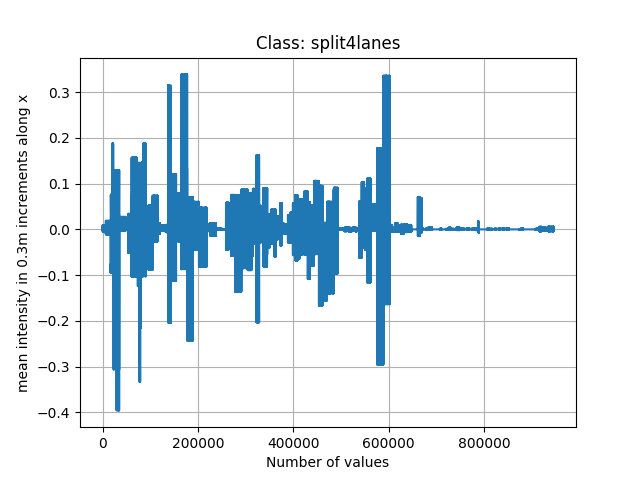 Class: split4lanes
mean intensity in 0.3m increments along x
0.3
0.2
0.1
0.0
−0.1
−0.2
−0.3
−0.4
0 200000 400000 600000 800000
Number of values